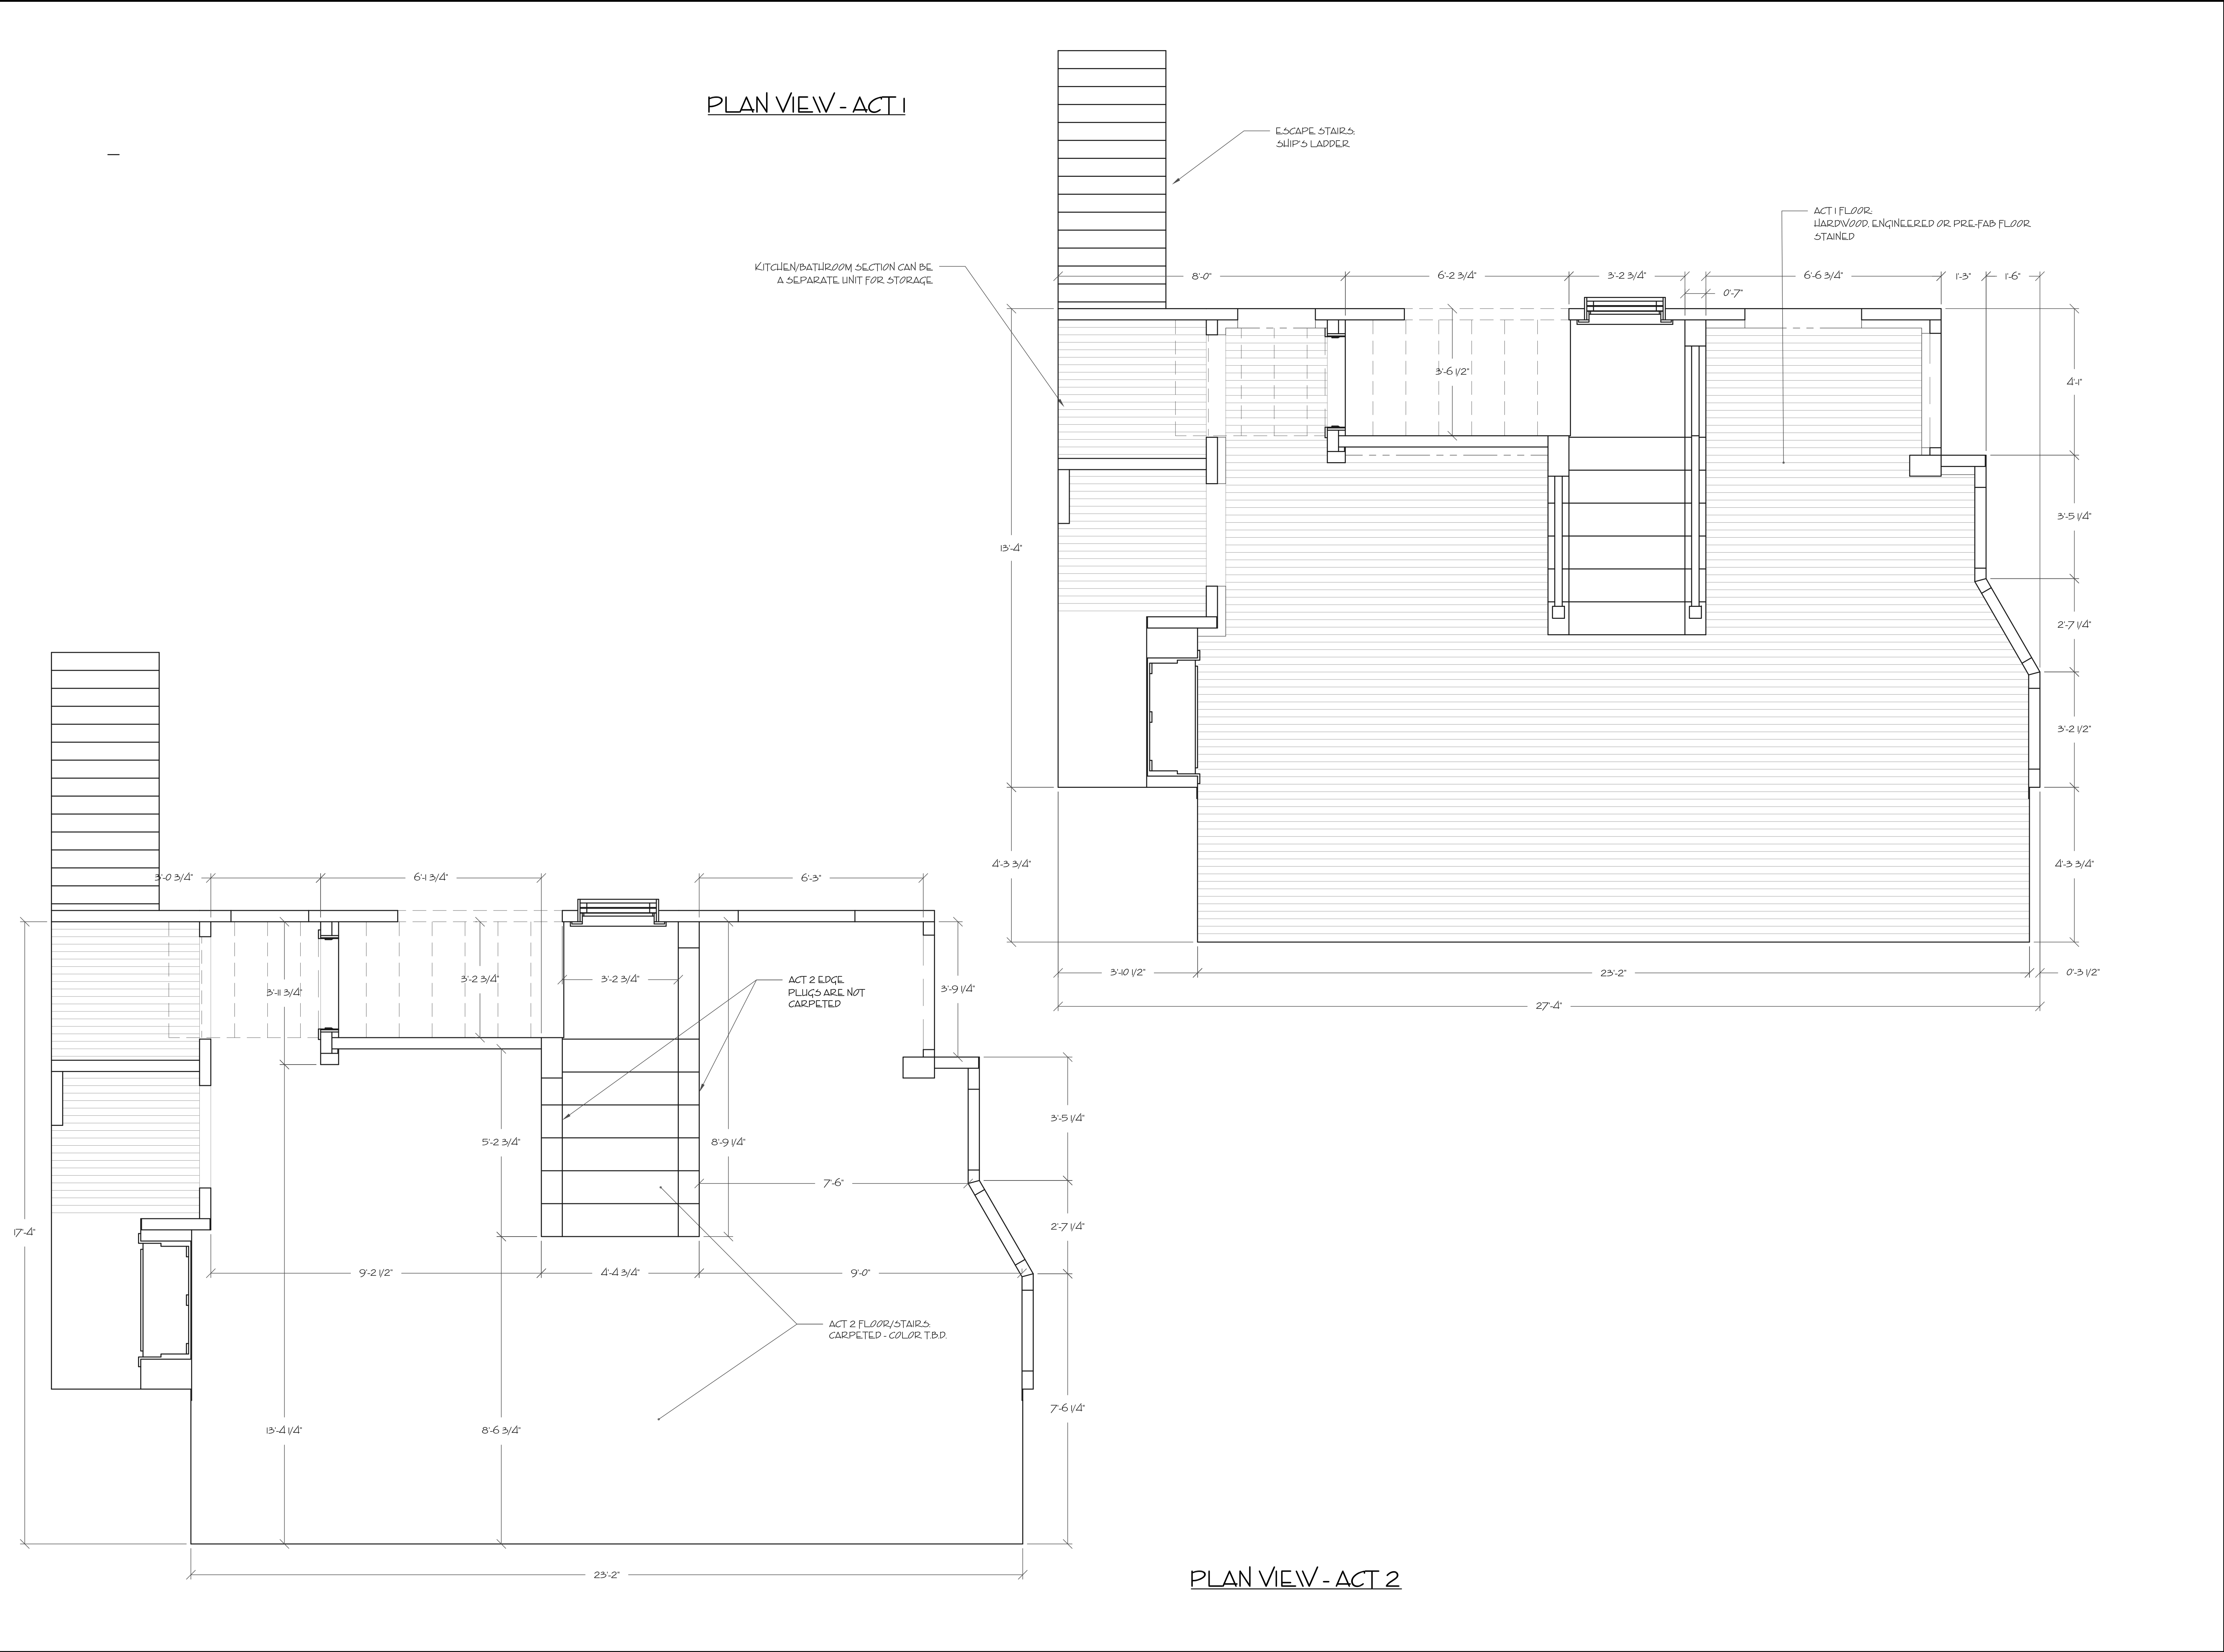 PLAN VIEW - ACT 1
ESCAPE STAIRS:
SHIP'S LADDER
ACT 1 FLOOR:
HARDWOOD, ENGINEERED OR PRE-FAB FLOOR
STAINED
KITCHEN/BATHROOM SECTION CAN BE
A SEPARATE UNIT FOR STORAGE
8'-0"
6'-2 3/4"
3'-2 3/4"
6'-6 3/4"
1'-3"
1'-6"
0'-7"
3'-6 1/2"
4'-1"
3'-5 1/4"
13'-4"
2'-7 1/4"
3'-2 1/2"
4'-3 3/4"
4'-3 3/4"
3'-10 1/2"
23'-2"
0'-3 1/2"
27'-4"
3'-0 3/4"
6'-1 3/4"
6'-3"
3'-11 3/4"
3'-2 3/4"
3'-2 3/4"
ACT 2 EDGE
PLUGS ARE NOT
CARPETED
3'-9 1/4"
3'-5 1/4"
5'-2 3/4"
8'-9 1/4"
7'-6"
17'-4"
2'-7 1/4"
9'-2 1/2"
4'-4 3/4"
9'-0"
ACT 2 FLOOR/STAIRS:
CARPETED - COLOR T.B.D.
7'-6 1/4"
13'-4 1/4"
8'-6 3/4"
23'-2"
PLAN VIEW - ACT 2